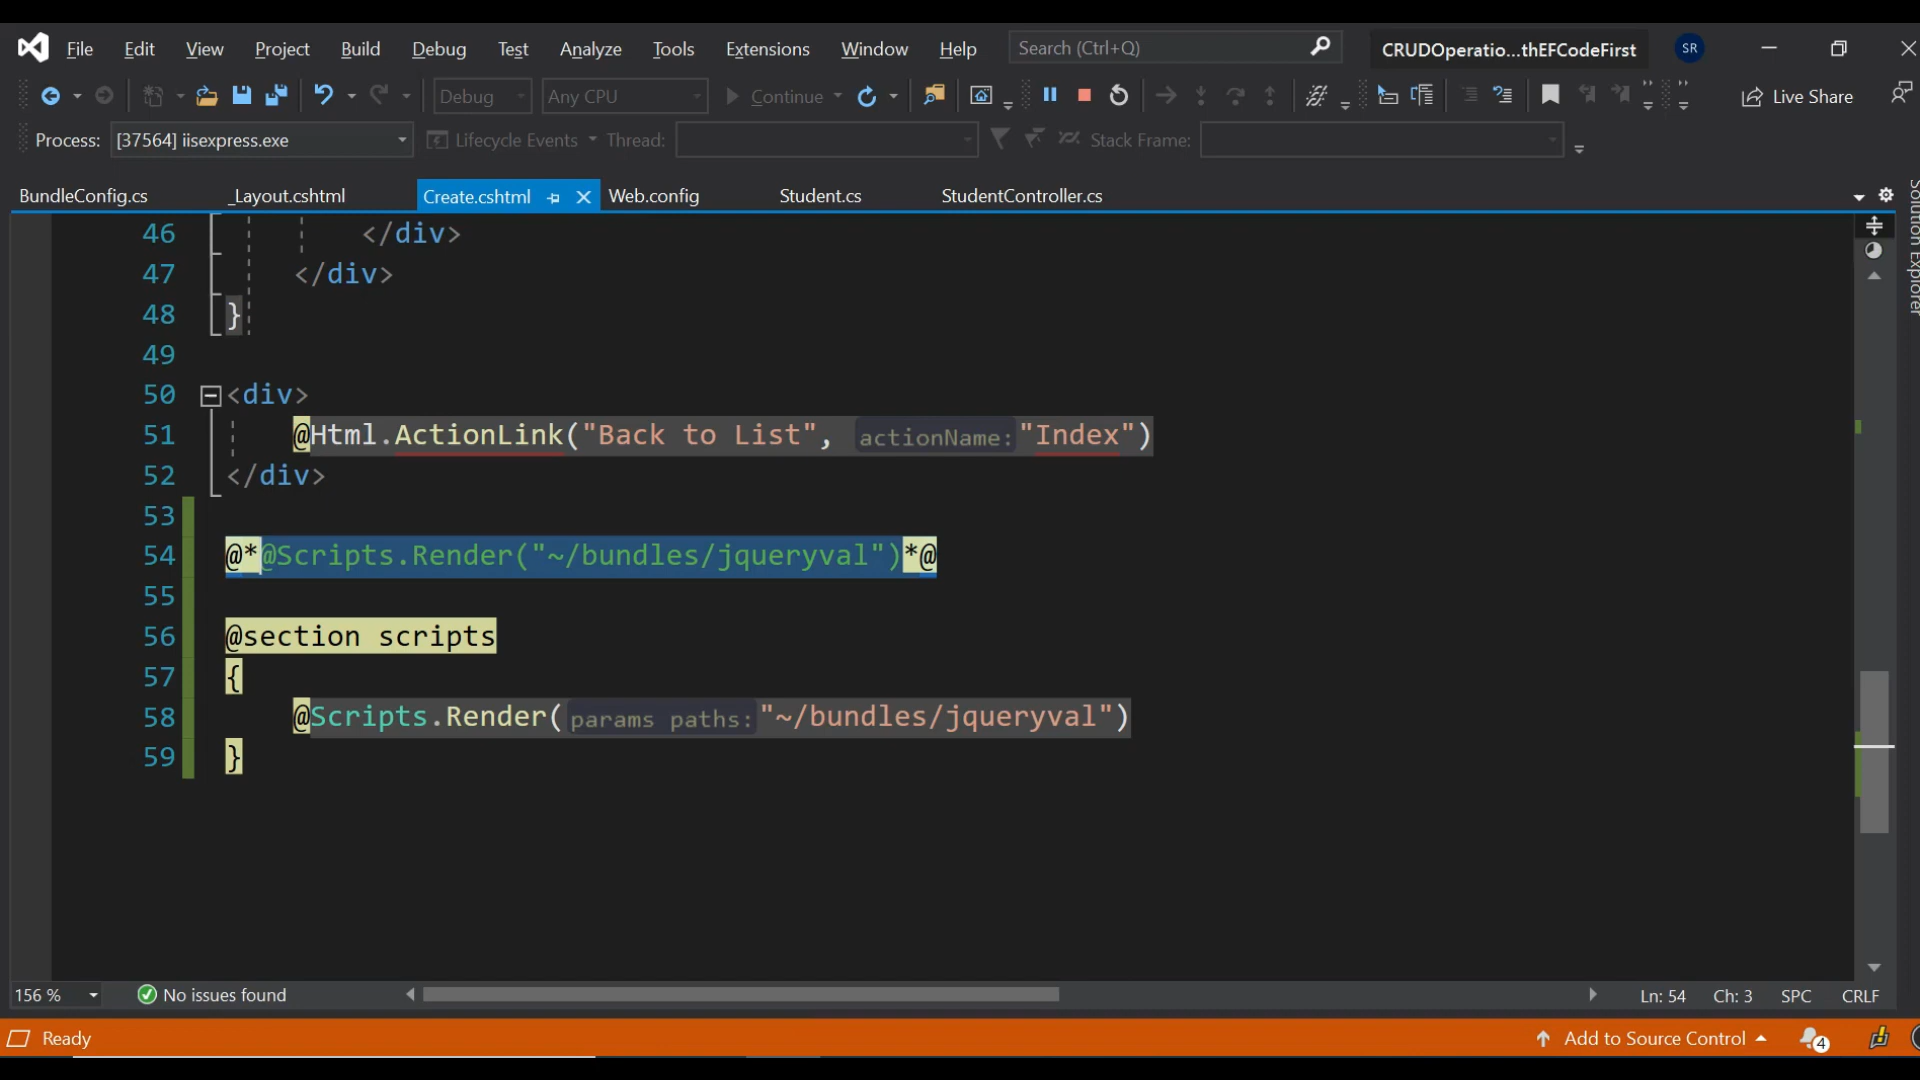 File Edit View Project Build Debug Test Analyze Tools Extensions Window Help Search (Ctrl+Q) CRUDOperatio...thEFCodeFirst SR
Debug Any CPU Continue Live Share
Process: [37564] iisexpress.exe Lifecycle Events Thread: Stack Frame:
BundleConfig.cs _Layout.cshtml Create.cshtml Web.config Student.cs StudentController.cs
Solution Explorer
46 </div>
47 </div>
48 }
49
50 <div>
51 @Html.ActionLink("Back to List", actionName: "Index")
52 </div>
53
54 @*@Scripts.Render("~/bundles/jqueryval")*@
55
56 @section scripts
57 {
58 @Scripts.Render(params paths: "~/bundles/jqueryval")
59 }
156 % No issues found Ln: 54 Ch: 3 SPC CRLF
Ready Add to Source Control 4